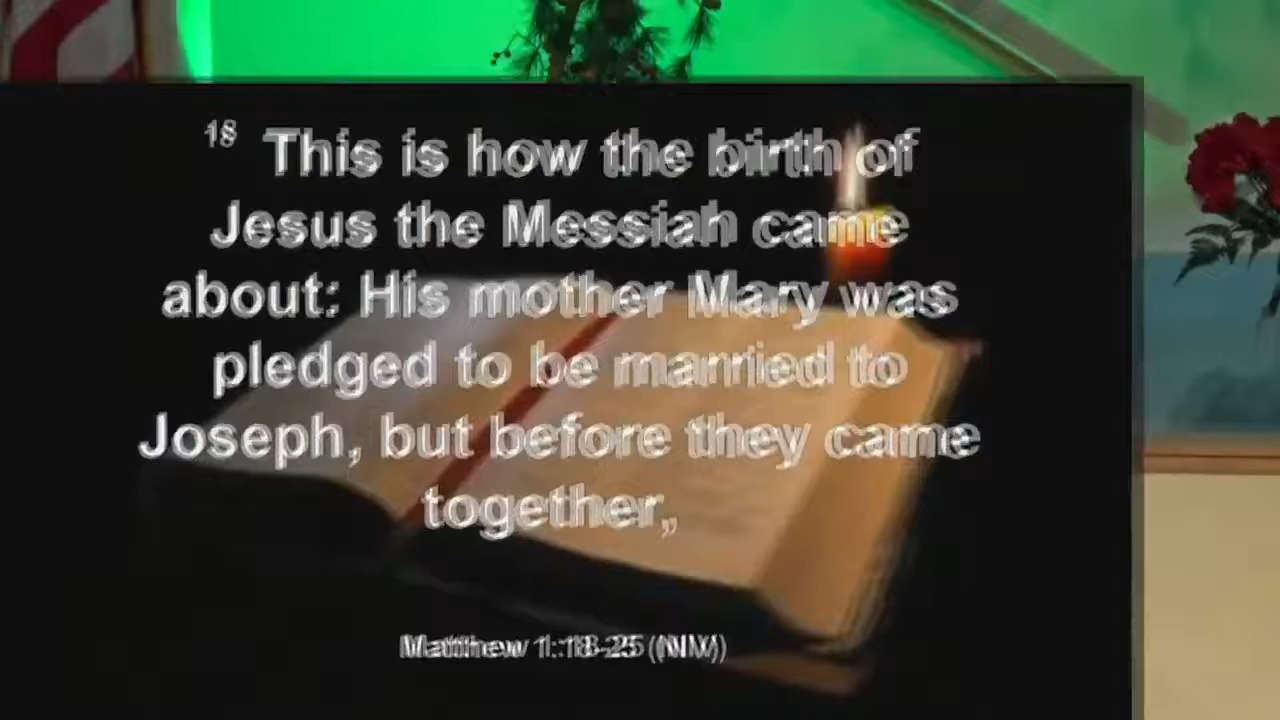 18 This is how the birth of
Jesus the Messiah came
about: His mother Mary was
pledged to be married to
Joseph, but before they came
together,
Matthew 1:18-25 (NIV)